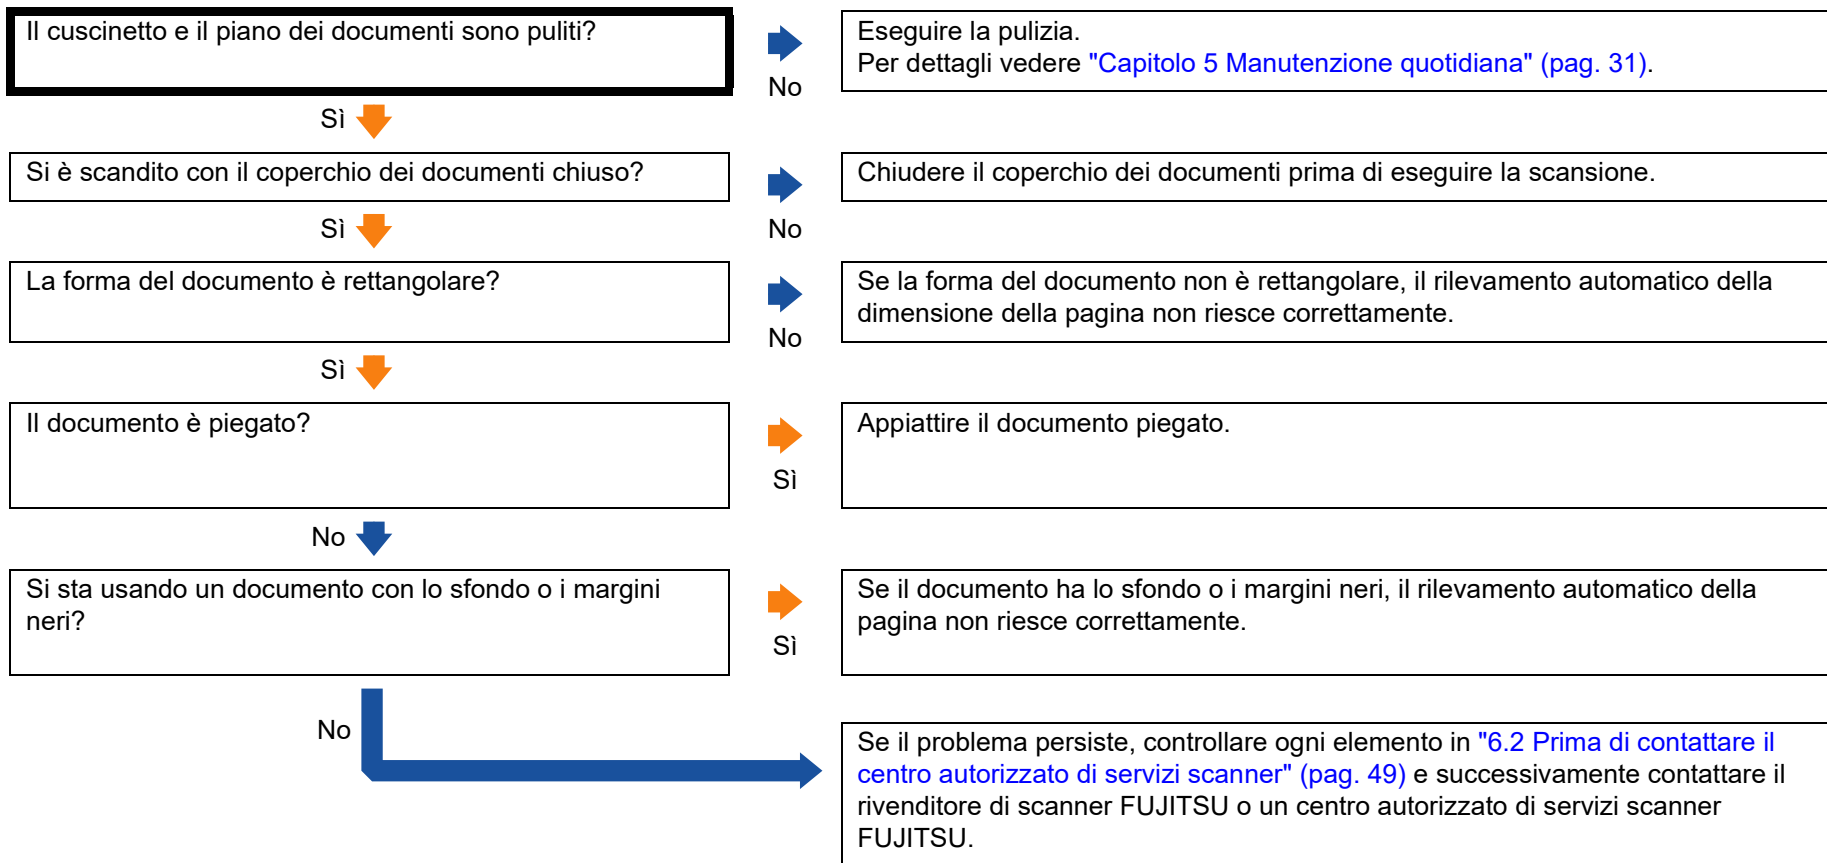 Il cuscinetto e il piano dei documenti sono puliti?
No
Eseguire la pulizia.
Per dettagli vedere "Capitolo 5 Manutenzione quotidiana" (pag. 31).
Sì
Si è scandito con il coperchio dei documenti chiuso?
No
Chiudere il coperchio dei documenti prima di eseguire la scansione.
Sì
La forma del documento è rettangolare?
No
Se la forma del documento non è rettangolare, il rilevamento automatico della
dimensione della pagina non riesce correttamente.
Sì
Il documento è piegato?
Sì
Appiattire il documento piegato.
No
Si sta usando un documento con lo sfondo o i margini
neri?
Sì
Se il documento ha lo sfondo o i margini neri, il rilevamento automatico della
pagina non riesce correttamente.
No
Se il problema persiste, controllare ogni elemento in "6.2 Prima di contattare il
centro autorizzato di servizi scanner" (pag. 49) e successivamente contattare il
rivenditore di scanner FUJITSU o un centro autorizzato di servizi scanner
FUJITSU.